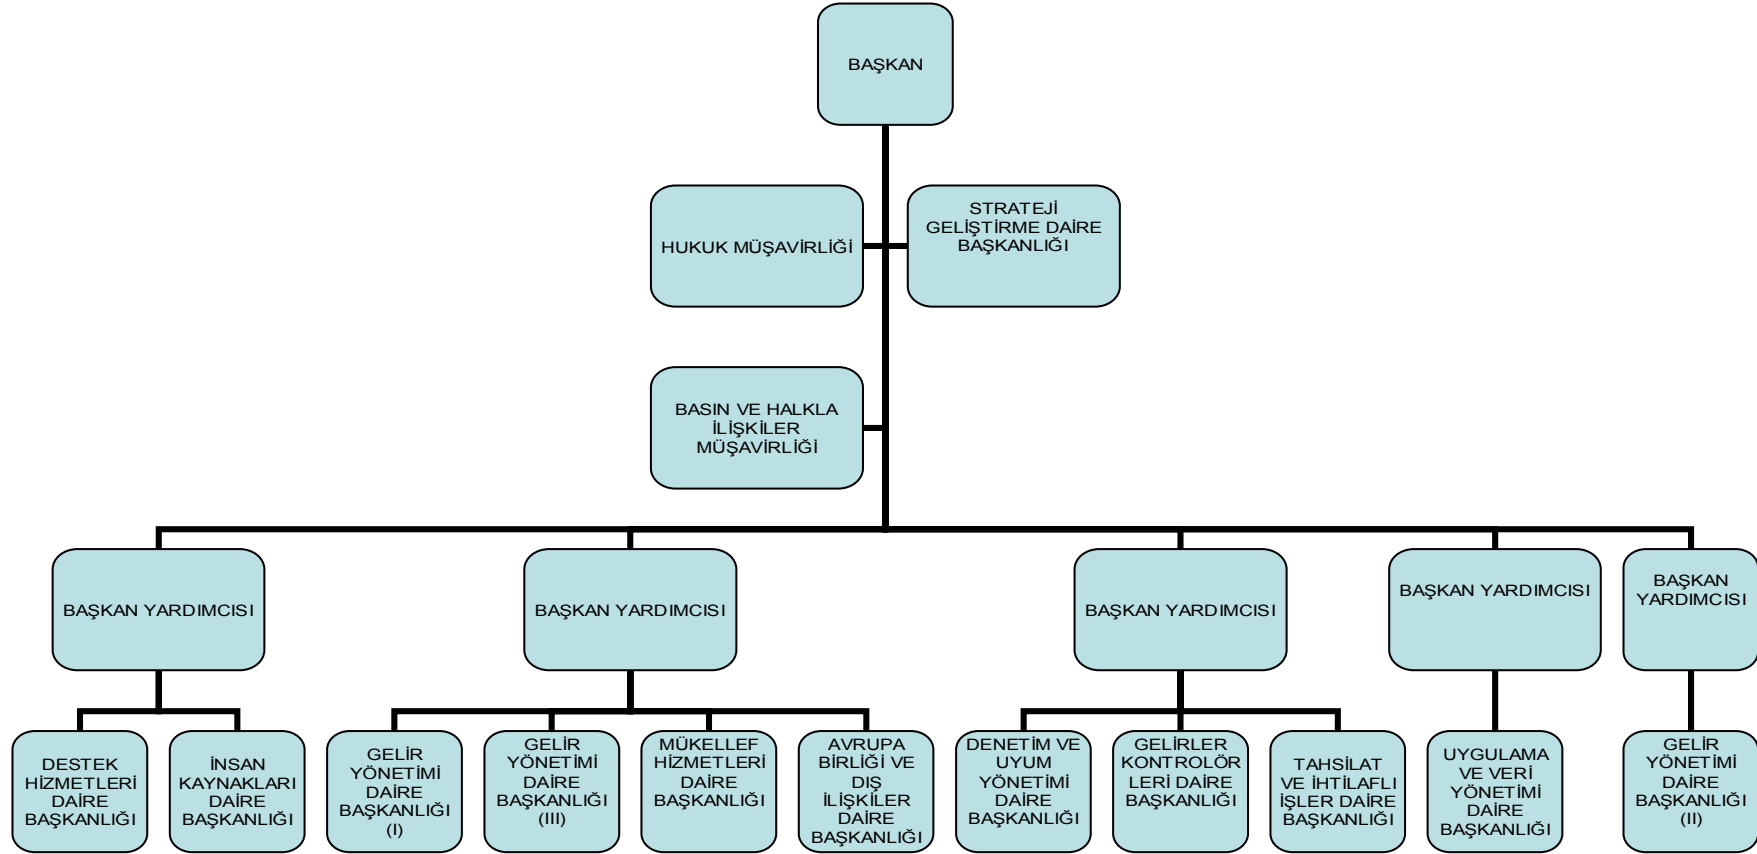 BAŞKAN
HUKUK MÜŞAVİRLİĞİ
STRATEJİ
GELİŞTİRME DAİRE
BAŞKANLIĞI
BASIN VE HALKLA
İLİŞKİLER
MÜŞAVİRLİĞİ
BAŞKAN YARDIMCISI
BAŞKAN YARDIMCISI
BAŞKAN YARDIMCISI
BAŞKAN YARDIMCISI
BAŞKAN
YARDIMCISI
DESTEK
HİZMETLERİ
DAİRE
BAŞKANLIĞI
İNSAN
KAYNAKLARI
DAİRE
BAŞKANLIĞI
GELİR
YÖNETİMİ
DAİRE
BAŞKANLIĞI
(I)
GELİR
YÖNETİMİ
DAİRE
BAŞKANLIĞI
(III)
MÜKELLEF
HİZMETLERİ
DAİRE
BAŞKANLIĞI
AVRUPA
BİRLİĞİ VE
DIŞ
İLİŞKİLER
DAİRE
BAŞKANLIĞI
DENETİM VE
UYUM
YÖNETİMİ
DAİRE
BAŞKANLIĞI
GELİRLER
KONTROLÖR
LERİ DAİRE
BAŞKANLIĞI
TAHSİLAT
VE İHTİLAFLI
İŞLER DAİRE
BAŞKANLIĞI
UYGULAMA
VE VERİ
YÖNETİMİ
DAİRE
BAŞKANLIĞI
GELİR
YÖNETİMİ
DAİRE
BAŞKANLIĞI
(II)